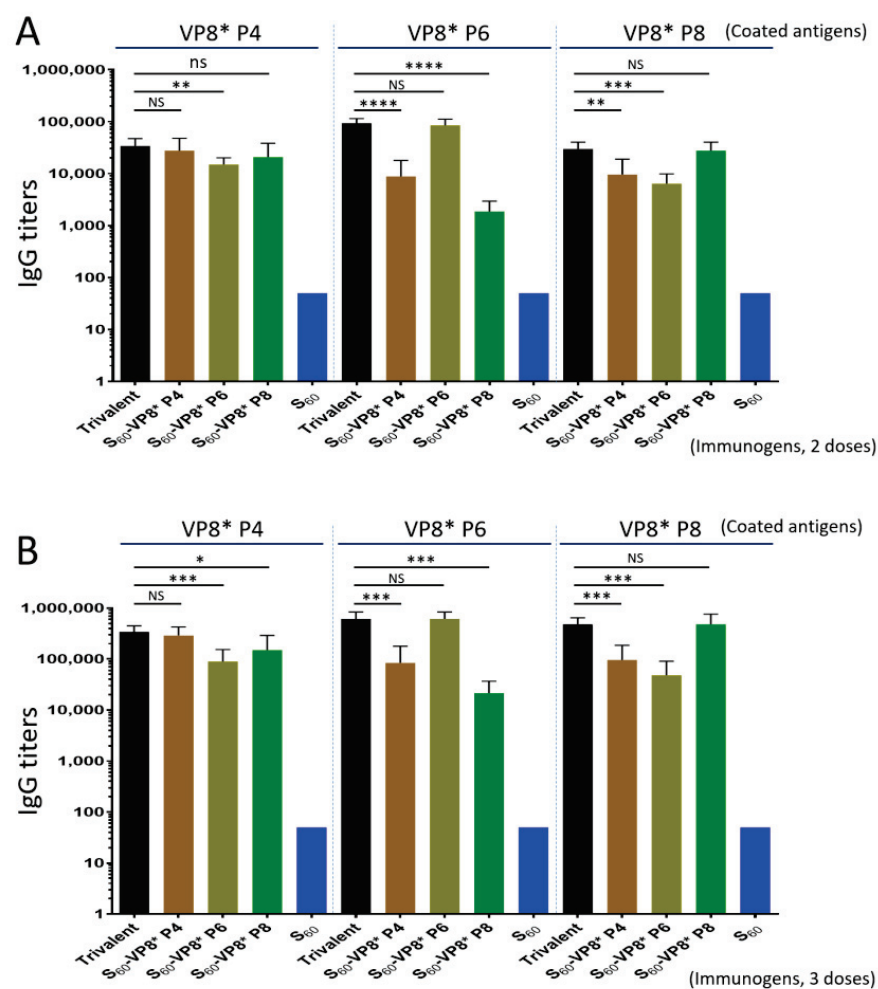 A
VP8* P4 VP8* P6 VP8* P8 (Coated antigens)
ns **** NS
** NS ***
NS **** **
1,000,000
100,000
10,000
1,000
100
10
1
IgG titers
Trivalent S₆₀-VP8* P4 S₆₀-VP8* P6 S₆₀-VP8* P8 S₆₀ Trivalent S₆₀-VP8* P4 S₆₀-VP8* P6 S₆₀-VP8* P8 S₆₀ Trivalent S₆₀-VP8* P4 S₆₀-VP8* P6 S₆₀-VP8* P8 S₆₀
(Immunogens, 2 doses)
B
VP8* P4 VP8* P6 VP8* P8 (Coated antigens)
* *** NS
*** NS ***
NS *** ***
1,000,000
100,000
10,000
1,000
100
10
1
IgG titers
Trivalent S₆₀-VP8* P4 S₆₀-VP8* P6 S₆₀-VP8* P8 S₆₀ Trivalent S₆₀-VP8* P4 S₆₀-VP8* P6 S₆₀-VP8* P8 S₆₀ Trivalent S₆₀-VP8* P4 S₆₀-VP8* P6 S₆₀-VP8* P8 S₆₀
(Immunogens, 3 doses)